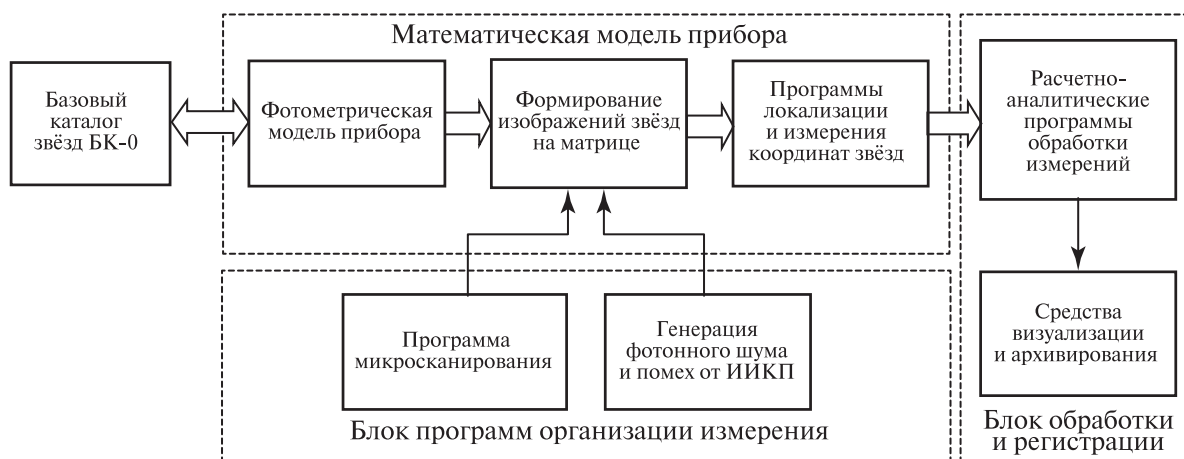 Математическая модель прибора
Базовый
каталог
звёзд БК-0
Фотометрическая
модель прибора
Формирование
изображений звёзд
на матрице
Программы
локализации
и измерения
координат звёзд
Расчетно-
аналитические
программы
обработки
измерений
Программа
микросканирования
Генерация
фотонного шума
и помех от ИИКП
Средства
визуализации
и архивирования
Блок программ организации измерения
Блок обработки
и регистрации